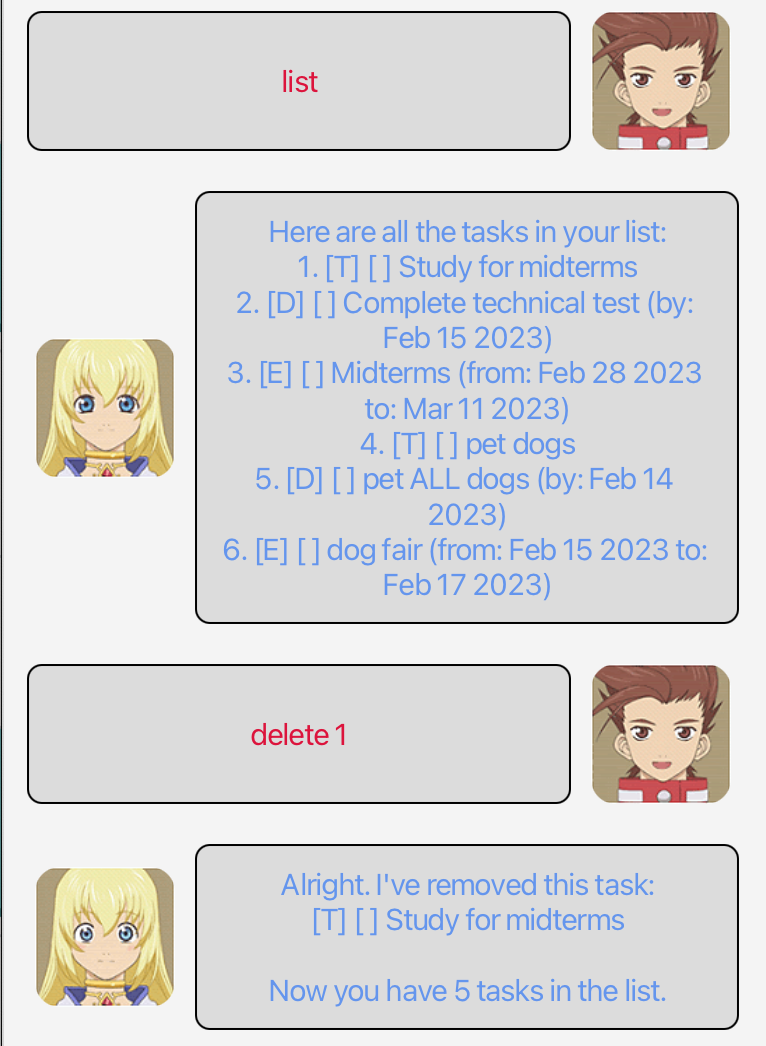 list
Here are all the tasks in your list:
1. [T] [ ] Study for midterms
2. [D] [ ] Complete technical test (by:
Feb 15 2023)
3. [E] [ ] Midterms (from: Feb 28 2023
to: Mar 11 2023)
4. [T] [ ] pet dogs
5. [D] [ ] pet ALL dogs (by: Feb 14
2023)
6. [E] [ ] dog fair (from: Feb 15 2023 to:
Feb 17 2023)
delete 1
Alright. I've removed this task:
[T] [ ] Study for midterms
Now you have 5 tasks in the list.